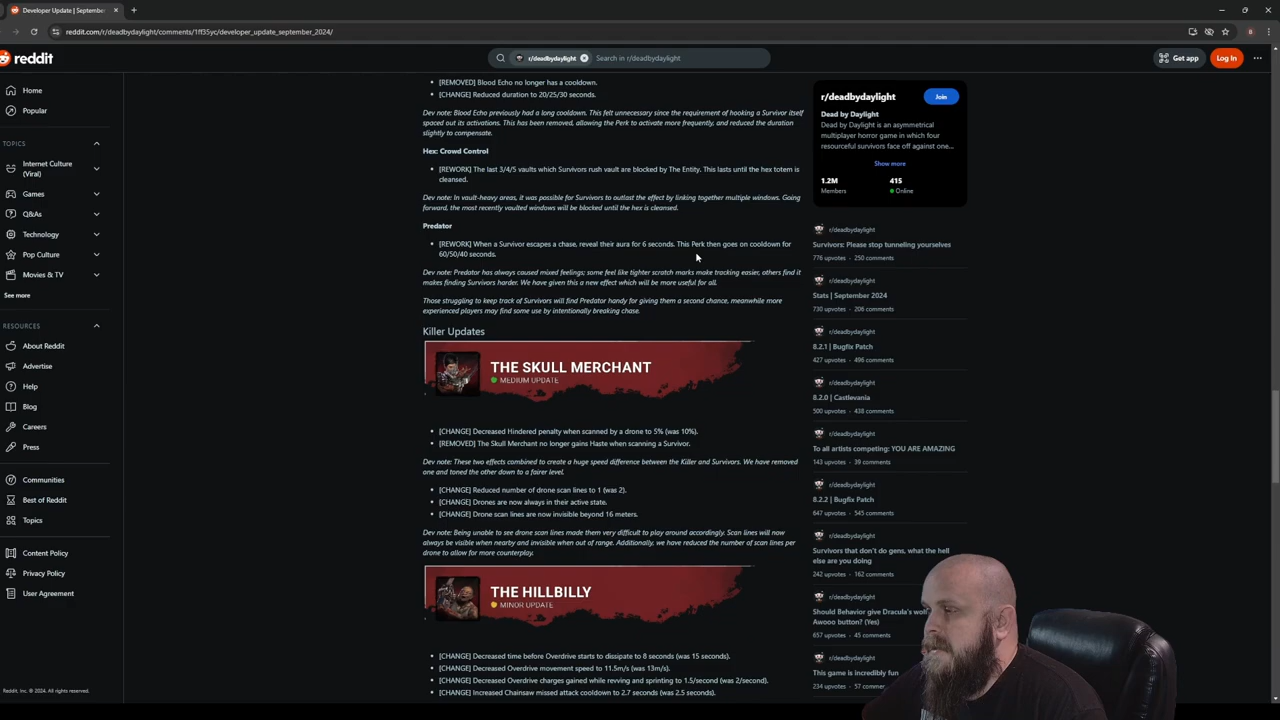 Developer Update | September
reddit.com/r/deadbydaylight/comments/1ff35yc/developer_update_september_2024/
reddit
r/deadbydaylight
Search in r/deadbydaylight
Get app
Log In
Home
Popular
TOPICS
Internet Culture
(Viral)
Games
Q&As
Technology
Pop Culture
Movies & TV
See more
RESOURCES
About Reddit
Advertise
Help
Blog
Careers
Press
Communities
Best of Reddit
Topics
Content Policy
Privacy Policy
User Agreement
Reddit, Inc. © 2024. All rights reserved.
[REMOVED] Blood Echo no longer has a cooldown.
[CHANGE] Reduced duration to 20/25/30 seconds.
Dev note: Blood Echo previously had a long cooldown. This felt unnecessary since the requirement of hooking a Survivor itself
spaced out its activations. This has been removed, allowing the Perk to activate more frequently, and reduced the duration
slightly to compensate.
Hex: Crowd Control
[REWORK] The last 3/4/5 vaults which Survivors rush vault are blocked by The Entity. This lasts until the hex totem is
cleansed.
Dev note: In vault-heavy areas, it was possible for Survivors to outlast the effect by linking together multiple windows. Going
forward, the most recently vaulted windows will be blocked until the hex is cleansed.
Predator
[REWORK] When a Survivor escapes a chase, reveal their aura for 6 seconds. This Perk then goes on cooldown for
60/50/40 seconds.
Dev note: Predator has always caused mixed feelings; some feel like tighter scratch marks make tracking easier, others find it
makes finding Survivors harder. We have given this a new effect which will be more useful for all.
Those struggling to keep track of Survivors will find Predator handy for giving them a second chance, meanwhile more
experienced players may find some use by intentionally breaking chase.
Killer Updates
THE SKULL MERCHANT
MEDIUM UPDATE
[CHANGE] Decreased Hindered penalty when scanned by a drone to 5% (was 10%).
[REMOVED] The Skull Merchant no longer gains Haste when scanning a Survivor.
Dev note: These two effects combined to create a huge speed difference between the Killer and Survivors. We have removed
one and toned the other down to a fairer level.
[CHANGE] Reduced number of drone scan lines to 1 (was 2).
[CHANGE] Drones are now always in their active state.
[CHANGE] Drone scan lines are now invisible beyond 16 meters.
Dev note: Being unable to see drone scan lines made them very difficult to play around accordingly. Scan lines will now
always be visible when nearby and invisible when out of range. Additionally, we have reduced the number of scan lines per
drone to allow for more counterplay.
THE HILLBILLY
MINOR UPDATE
[CHANGE] Decreased time before Overdrive starts to dissipate to 8 seconds (was 15 seconds).
[CHANGE] Decreased Overdrive movement speed to 11.5m/s (was 13m/s).
[CHANGE] Decreased Overdrive charges gained while revving and sprinting to 1.5/second (was 2/second).
[CHANGE] Increased Chainsaw missed attack cooldown to 2.7 seconds (was 2.5 seconds).
r/deadbydaylight
Join
Dead by Daylight
Dead by Daylight is an asymmetrical
multiplayer horror game in which four
resourceful survivors face off against one...
Show more
1.2M 415
Members Online
r/deadbydaylight
Survivors: Please stop tunneling yourselves
776 upvotes · 250 comments
r/deadbydaylight
Stats | September 2024
730 upvotes · 206 comments
r/deadbydaylight
8.2.1 | Bugfix Patch
427 upvotes · 496 comments
r/deadbydaylight
8.2.0 | Castlevania
500 upvotes · 438 comments
r/deadbydaylight
To all artists competing: YOU ARE AMAZING
143 upvotes · 39 comments
r/deadbydaylight
8.2.2 | Bugfix Patch
647 upvotes · 545 comments
r/deadbydaylight
Survivors that don't do gens, what the hell
else are you doing
242 upvotes · 162 comments
r/deadbydaylight
Should Behavior give Dracula's
Awooo button? (Yes)
657 upvotes · 45 comments
r/deadbydaylight
This game is incredibly fun
234 upvotes · 57